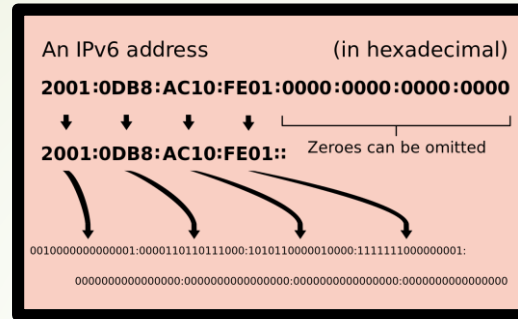 An IPv6 address (in hexadecimal)
2001:0DB8:AC10:FE01:0000:0000:0000:0000
2001:0DB8:AC10:FE01:: Zeroes can be omitted
0010000000000001:0000110110111000:1010110000010000:1111111000000001:
0000000000000000:0000000000000000:0000000000000000:0000000000000000